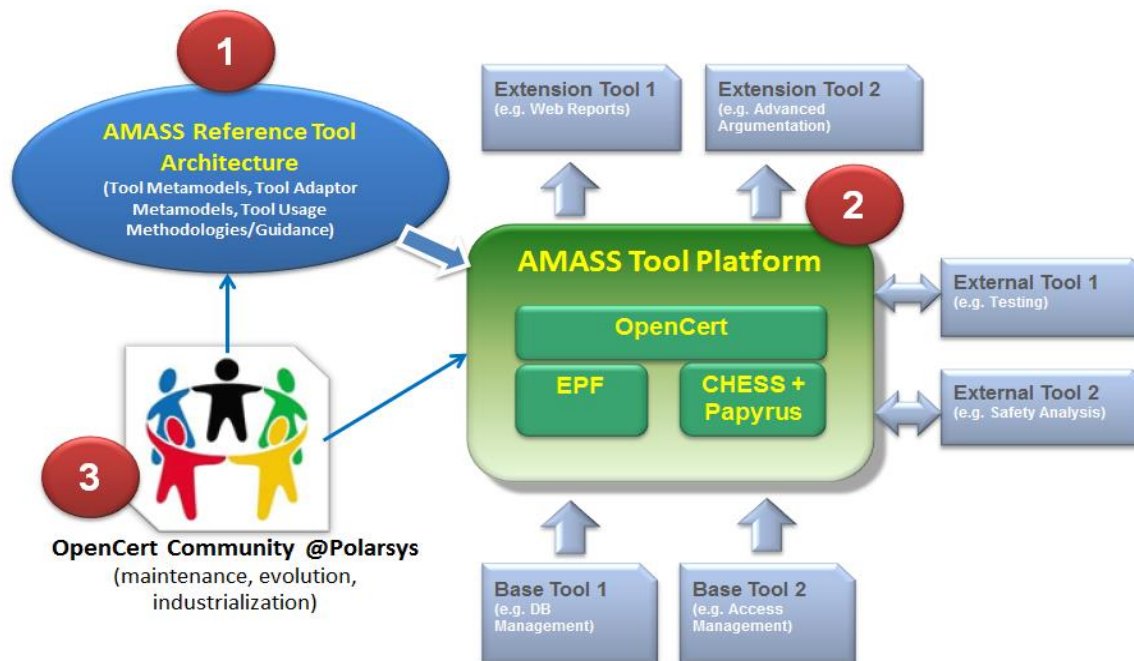 1
AMASS Reference Tool
Architecture
(Tool Metamodels, Tool Adaptor
Metamodels, Tool Usage
Methodologies/Guidance)
Extension Tool 1
(e.g. Web Reports)
Extension Tool 2
(e.g. Advanced
Argumentation)
2
AMASS Tool Platform
OpenCert
EPF
CHESS +
Papyrus
External Tool 1
(e.g. Testing)
External Tool 2
(e.g. Safety Analysis)
3
OpenCert Community @Polarsys
(maintenance, evolution,
industrialization)
Base Tool 1
(e.g. DB
Management)
Base Tool 2
(e.g. Access
Management)